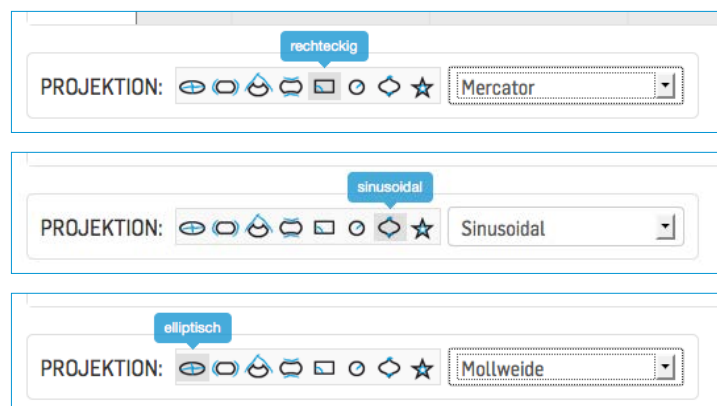 rechteckig
PROJEKTION: Mercator
sinusoidal
PROJEKTION: Sinusoidal
elliptisch
PROJEKTION: Mollweide